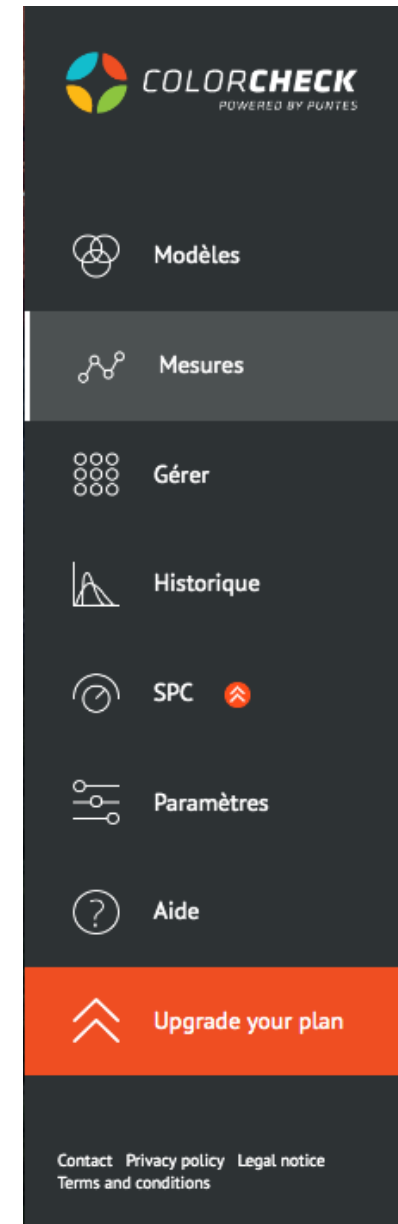 COLORCHECK
POWERED BY PUNTES
Modèles
Mesures
Gérer
Historique
SPC
Paramètres
Aide
Upgrade your plan
Contact Privacy policy Legal notice
Terms and conditions